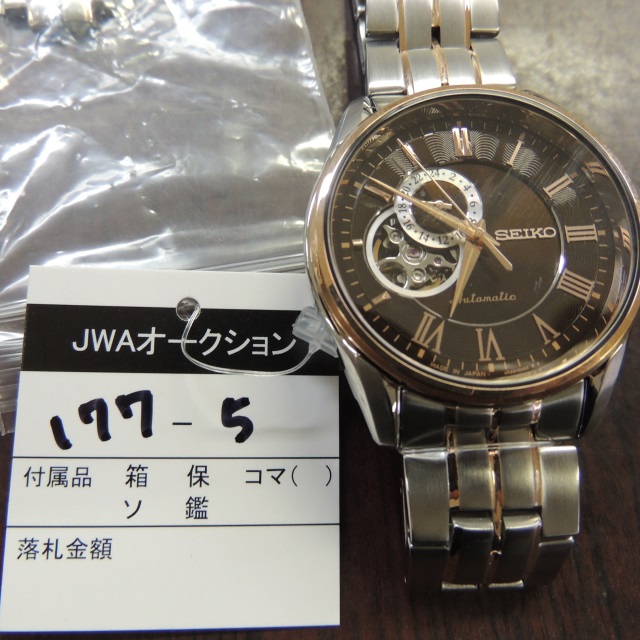 SEIKO
Automatic
MADE IN JAPAN
JWAオークション
177-5
付属品 箱 保 コマ( )
ソ 鑑
落札金額